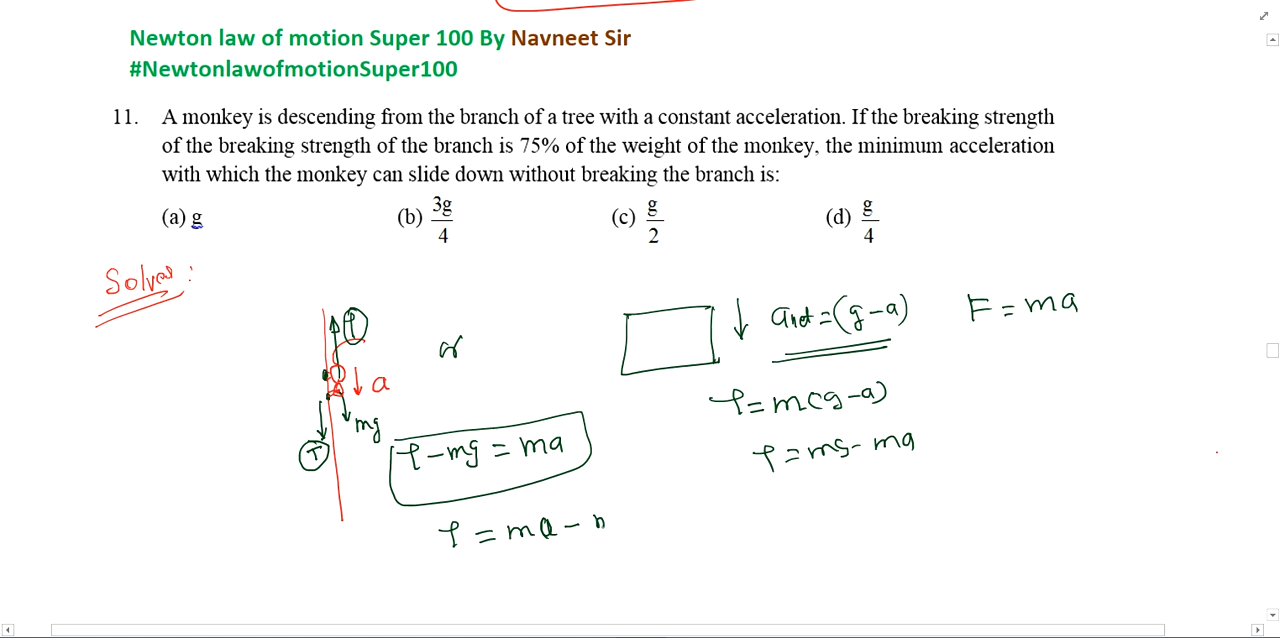 Newton law of motion Super 100 By Navneet Sir
#NewtonlawofmotionSuper100
11. A monkey is descending from the branch of a tree with a constant acceleration. If the breaking strength
of the breaking strength of the branch is 75% of the weight of the monkey, the minimum acceleration
with which the monkey can slide down without breaking the branch is:
(a) g (b) 3g/4 (c) g/2 (d) g/4
T
or
a
mg
T
T-mg = ma
T = ma -
↓ anet = (g-a) F = ma
T = m(g-a)
T = mg - ma